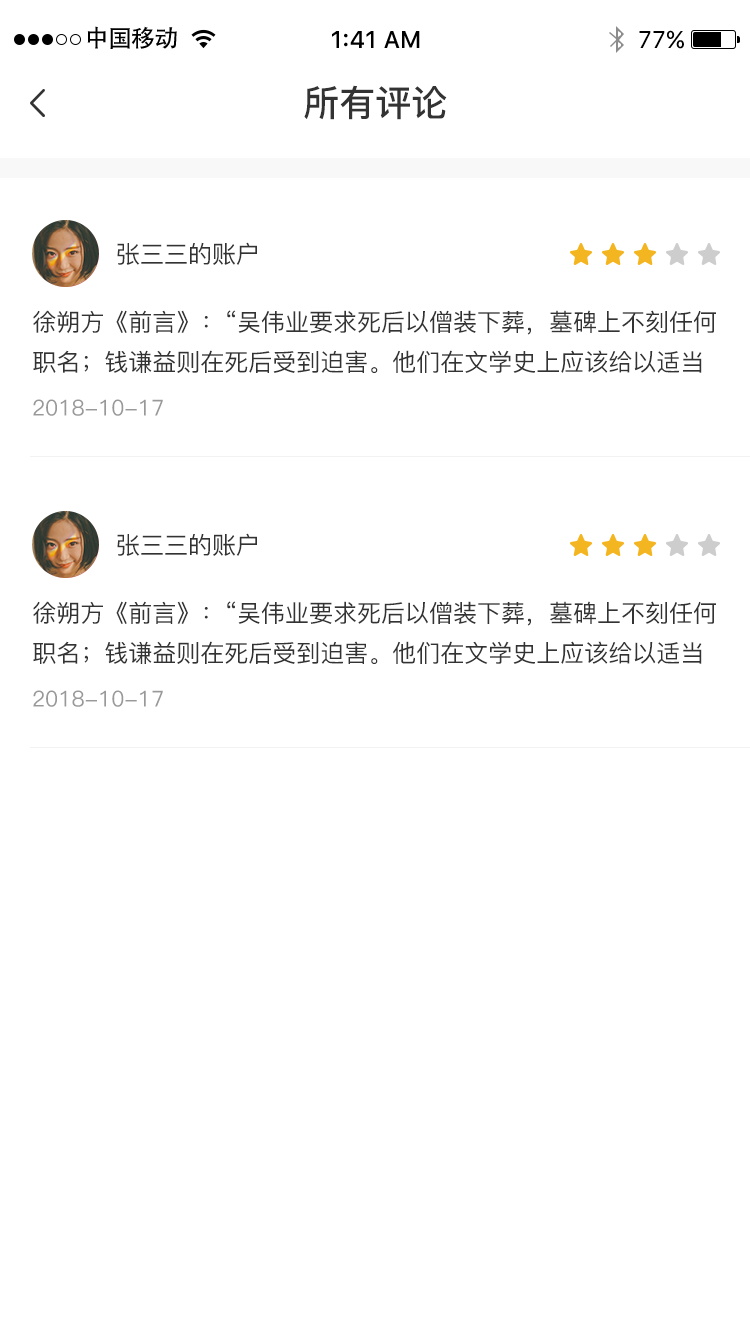 中国移动 1:41 AM 77%
所有评论
张三三的账户
徐朔方《前言》：“吴伟业要求死后以僧装下葬，墓碑上不刻任何
职名；钱谦益则在死后受到迫害。他们在文学史上应该给以适当
2018-10-17
张三三的账户
徐朔方《前言》：“吴伟业要求死后以僧装下葬，墓碑上不刻任何
职名；钱谦益则在死后受到迫害。他们在文学史上应该给以适当
2018-10-17